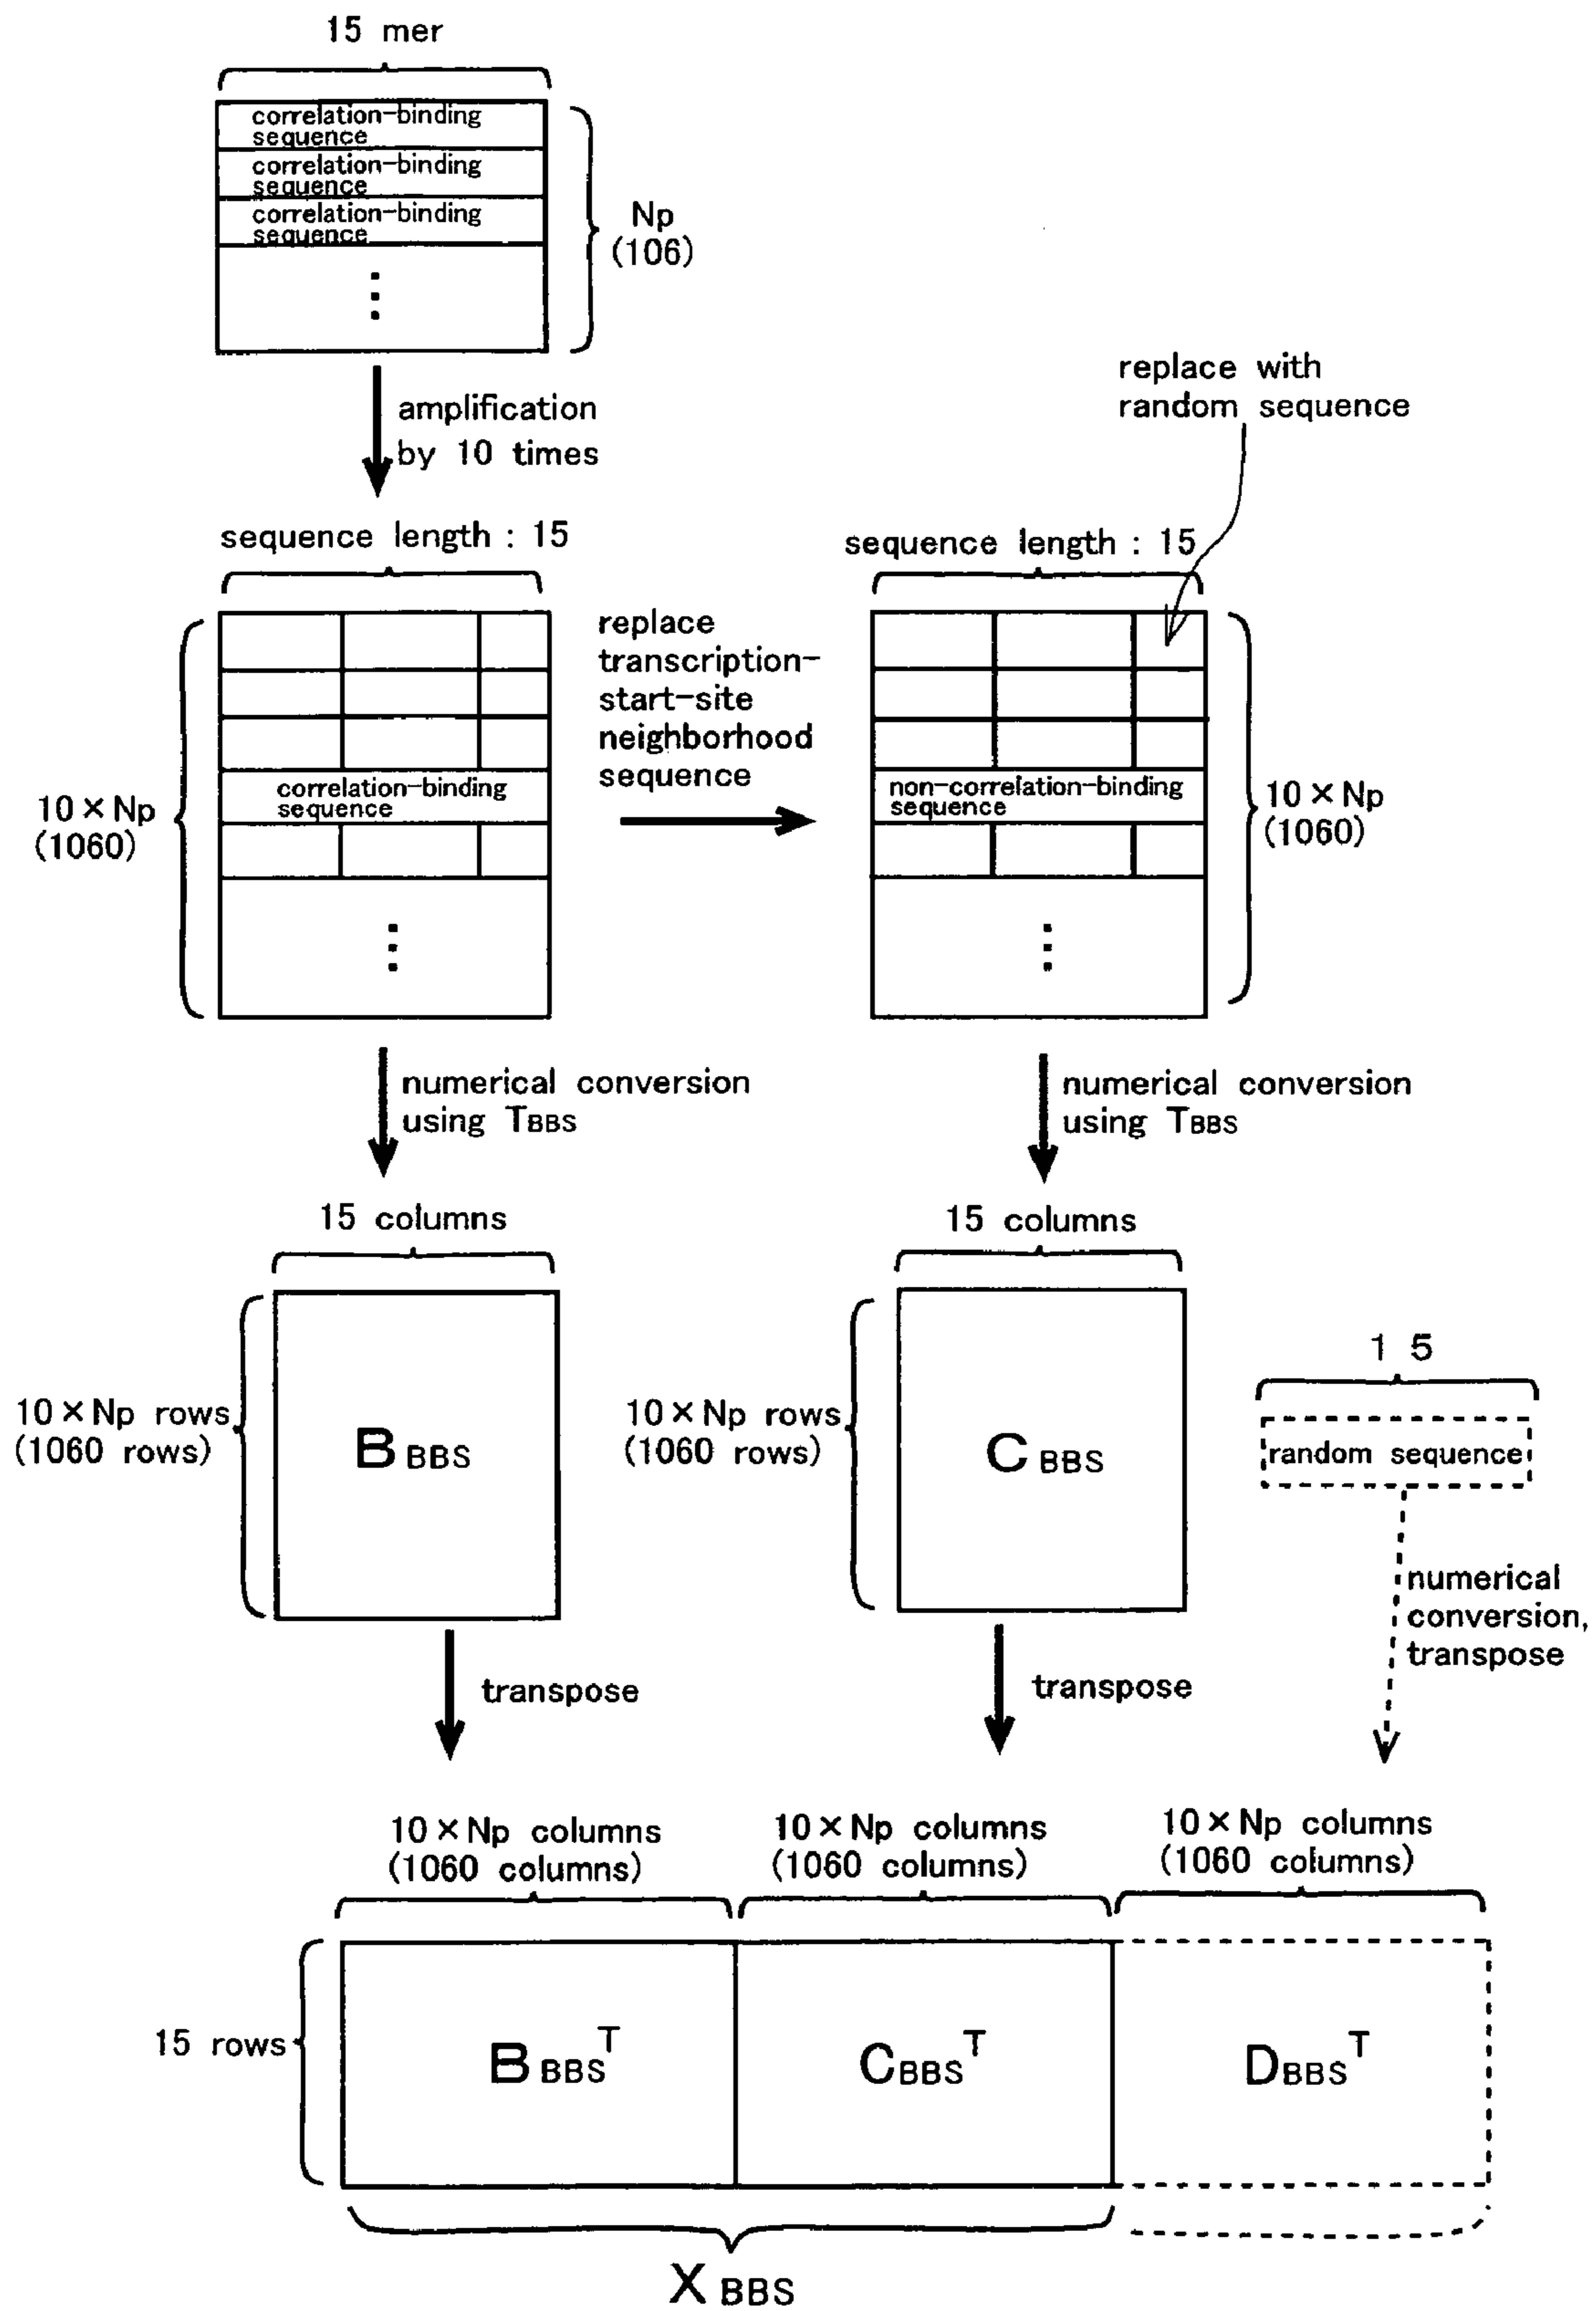 15 mer
correlation-binding
sequence
correlation-binding
sequence
correlation-binding
sequence
Np
(106)
amplification
by 10 times
replace with
random sequence
sequence length : 15
sequence length : 15
replace
transcription-
start-site
neighborhood
sequence
10×Np
(1060)
correlation-binding
sequence
non-correlation-binding
sequence
10×Np
(1060)
numerical conversion
using TBBS
numerical conversion
using TBBS
15 columns
15 columns
10×Np rows
(1060 rows)
B BBS
10×Np rows
(1060 rows)
C BBS
1 5
random sequence
numerical
conversion,
transpose
transpose
transpose
10×Np columns
(1060 columns)
10×Np columns
(1060 columns)
10×Np columns
(1060 columns)
15 rows
B BBS T
CBBS T
DBBS T
X BBS